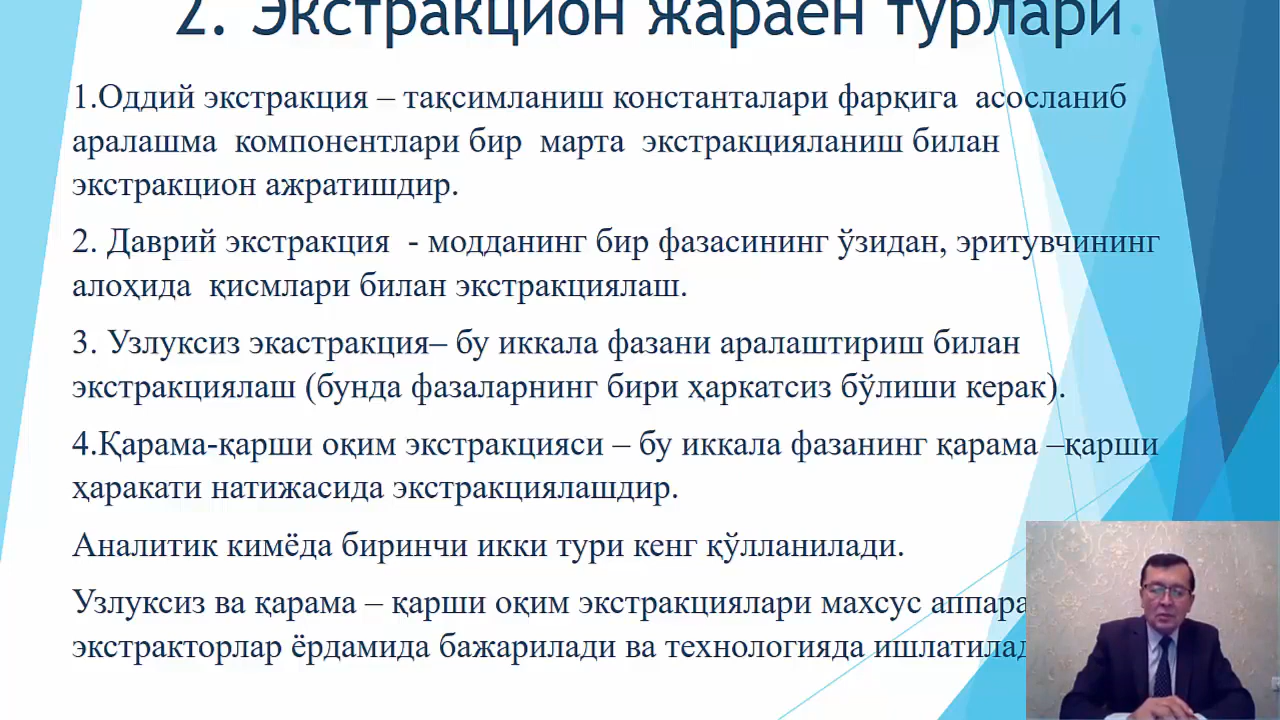 2. Экстракцион жараён турлари.
1.Оддий экстракция – тақсимланиш константалари фарқига асосланиб
аралашма компонентлари бир марта экстракцияланиш билан
экстракцион ажратишдир.
2. Даврий экстракция - модданинг бир фазасининг ўзидан, эритувчининг
алоҳида қисмлари билан экстракциялаш.
3. Узлуксиз экастракция– бу иккала фазани аралаштириш билан
экстракциялаш (бунда фазаларнинг бири ҳаркатсиз бўлиши керак).
4.Қарама-қарши оқим экстракцияси – бу иккала фазанинг қарама –қарши
ҳаракати натижасида экстракциялашдир.
Аналитик кимёда биринчи икки тури кенг қўлланилади.
Узлуксиз ва қарама – қарши оқим экстракциялари махсус
экстракторлар ёрдамида бажарилади ва технологияда